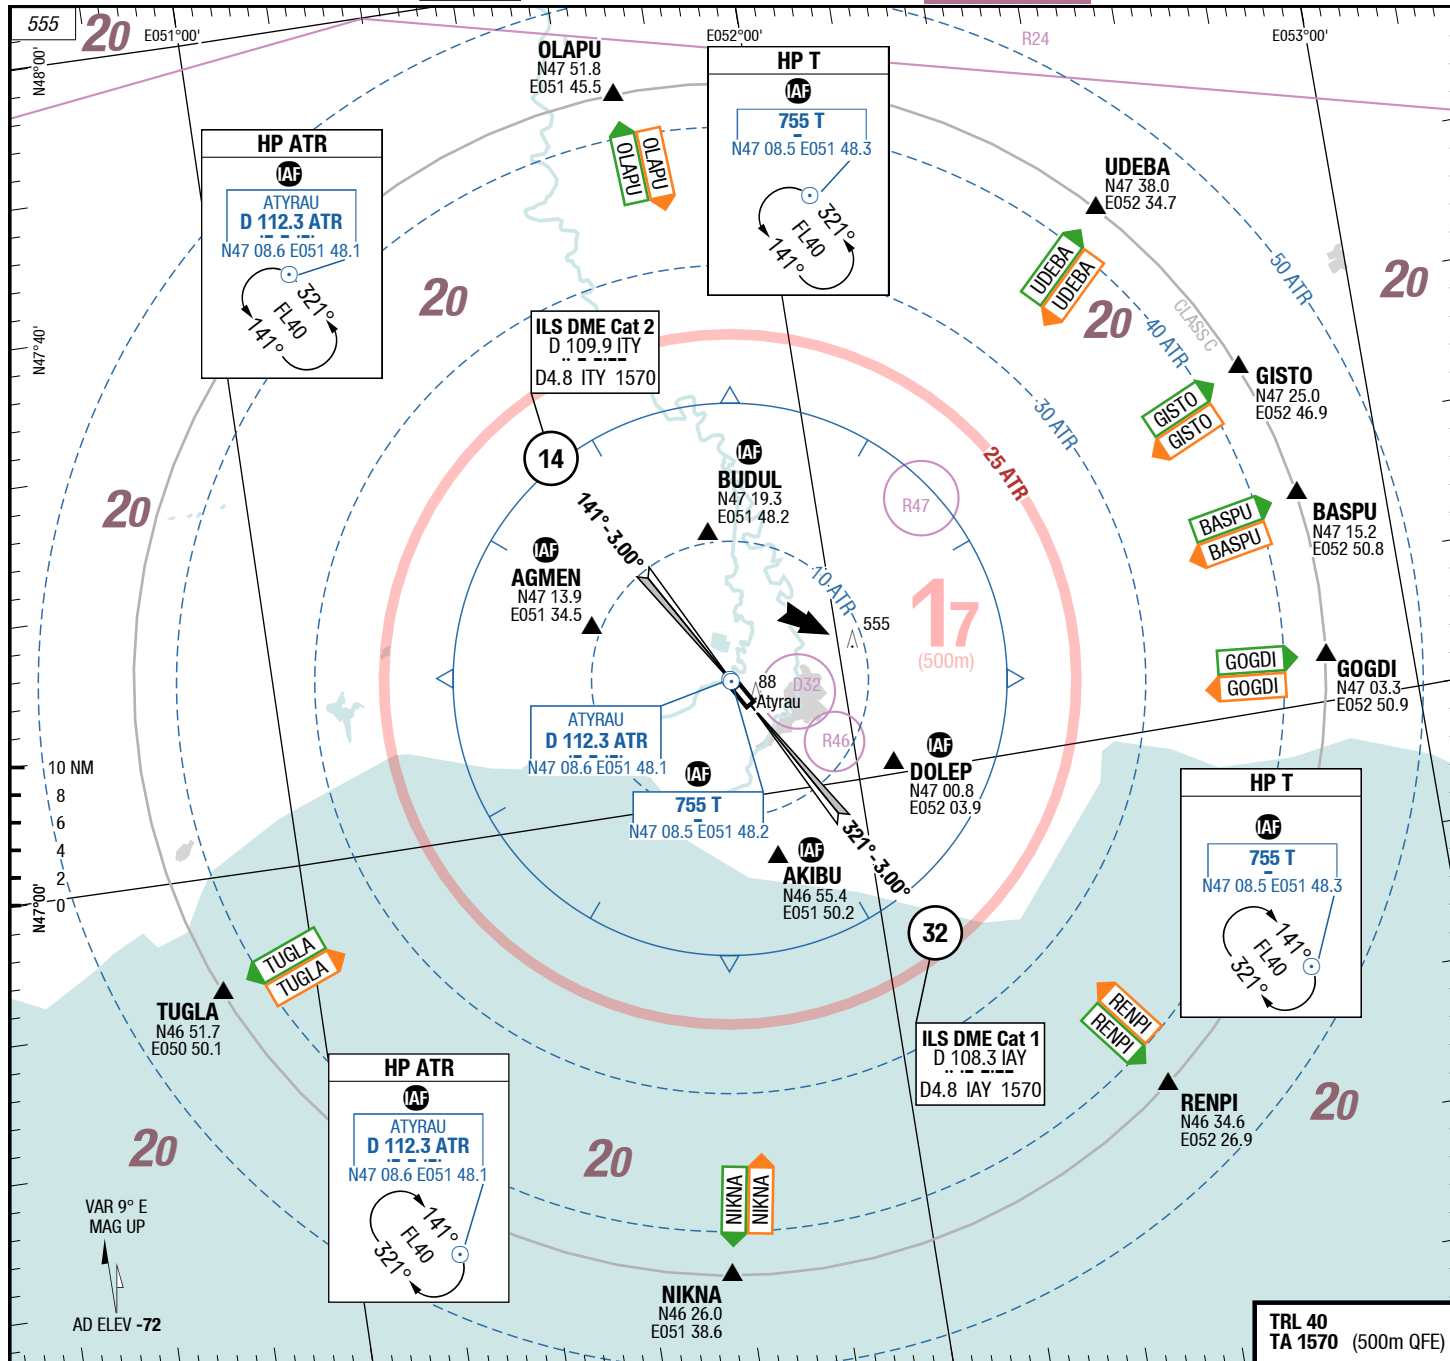 555
20
E051°00'
E052°00'
R24
E053°00'
N48°00'
OLAPU
N47 51.8
E051 45.5
OLAPU
OLAPU
HP T
IAF
755 T
N47 08.5 E051 48.3
321°
FL40
141°
HP ATR
IAF
ATYRAU
D 112.3 ATR
N47 08.6 E051 48.1
321°
FL40
141°
UDEBA
N47 38.0
E052 34.7
UDEBA
UDEBA
50 ATR
20
20
20
CLASS C
40 ATR
N47°40'
ILS DME Cat 2
D 109.9 ITY
D4.8 ITY 1570
GISTO
N47 25.0
E052 46.9
GISTO
GISTO
30 ATR
25 ATR
14
141°-3.00°
IAF
BUDUL
N47 19.3
E051 48.2
R47
20
BASPU
N47 15.2
E052 50.8
BASPU
BASPU
IAF
AGMEN
N47 13.9
E051 34.5
10 ATR
17
(500m)
555
GOGDI
N47 03.3
E052 50.9
GOGDI
GOGDI
88
Atyrau
D32
R46
ATYRAU
D 112.3 ATR
N47 08.6 E051 48.1
IAF
755 T
N47 08.5 E051 48.2
IAF
DOLEP
N47 00.8
E052 03.9
10 NM
8
6
4
2
0
N47°00'
IAF
AKIBU
N46 55.4
E051 50.2
321°-3.00°
32
HP T
IAF
755 T
N47 08.5 E051 48.3
141°
FL40
321°
TUGLA
TUGLA
TUGLA
N46 51.7
E050 50.1
ILS DME Cat 1
D 108.3 IAY
D4.8 IAY 1570
RENPI
RENPI
RENPI
N46 34.6
E052 26.9
20
HP ATR
IAF
ATYRAU
D 112.3 ATR
N47 08.6 E051 48.1
141°
FL40
321°
20
20
NIKNA
NIKNA
NIKNA
N46 26.0
E051 38.6
VAR 9° E
MAG UP
AD ELEV -72
TRL 40
TA 1570 (500m QFE)